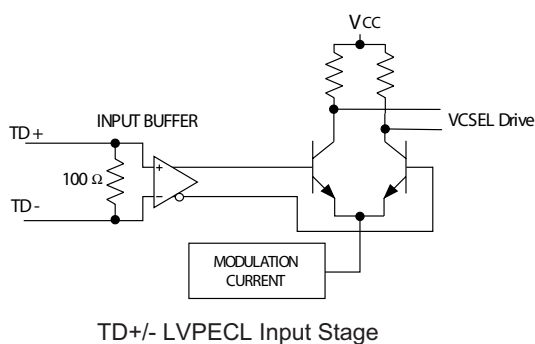 VCC
TD+
INPUT BUFFER
VCSEL Drive
100 Ω
+
−
TD-
MODULATION
CURRENT
TD+/- LVPECL Input Stage